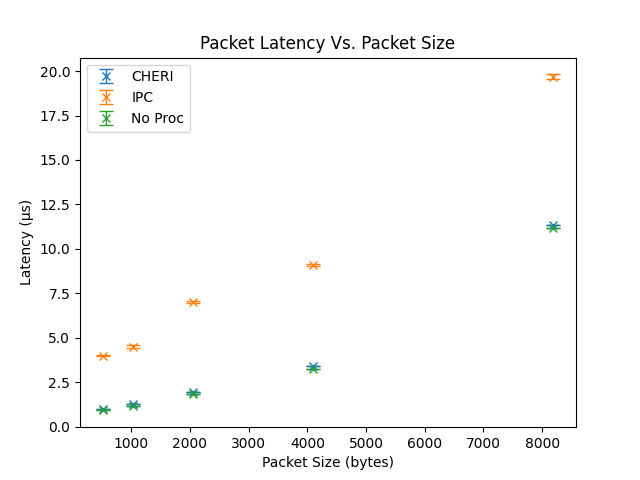 Packet Latency Vs. Packet Size
CHERI
IPC
No Proc
Latency (µs)
20.0
17.5
15.0
12.5
10.0
7.5
5.0
2.5
0.0
1000 2000 3000 4000 5000 6000 7000 8000
Packet Size (bytes)